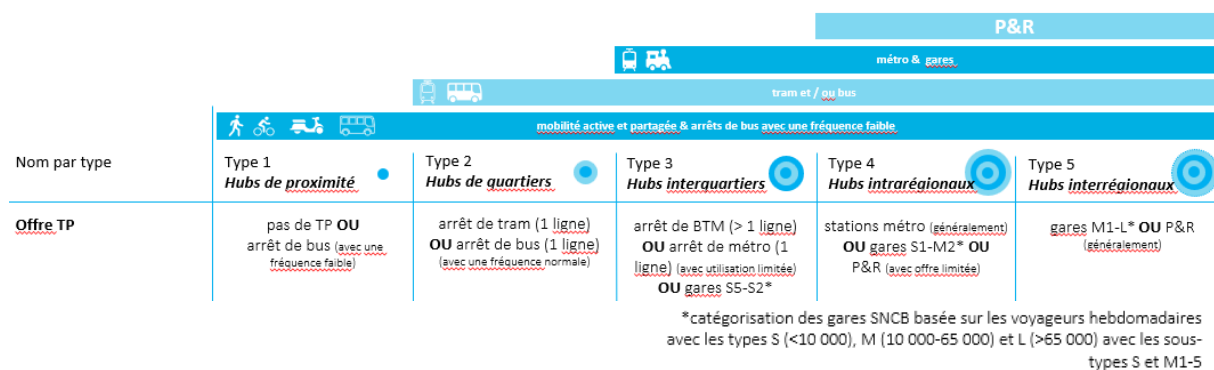 P&R
métro & gares
tram et / ou bus
mobilité active et partagée & arrêts de bus avec une fréquence faible
Nom par type
Type 1
Hubs de proximité
Type 2
Hubs de quartiers
Type 3
Hubs interquartiers
Type 4
Hubs intrarégionaux
Type 5
Hubs interrégionaux
Offre TP
pas de TP OU
arrêt de bus (avec une
fréquence faible)
arrêt de tram (1 ligne)
OU arrêt de bus (1 ligne)
(avec une fréquence normale)
arrêt de BTM (> 1 ligne)
OU arrêt de métro (1
ligne) (avec utilisation limitée)
OU gares S5-S2*
stations métro (généralement)
OU gares S1-M2* OU
P&R (avec offre limitée)
gares M1-L* OU P&R
(généralement)
*catégorisation des gares SNCB basée sur les voyageurs hebdomadaires
avec les types S (<10 000), M (10 000-65 000) et L (>65 000) avec les sous-
types S et M1-5